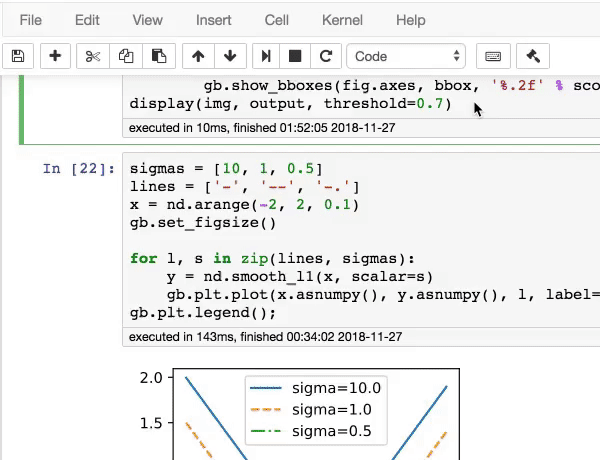 File Edit View Insert Cell Kernel Help
Code
gb.show_bboxes(fig.axes, bbox, '%.2f' % sco
display(img, output, threshold=0.7)
executed in 10ms, finished 01:52:05 2018-11-27
In [22]:
sigmas = [10, 1, 0.5]
lines = ['-', '--', '-.']
x = nd.arange(-2, 2, 0.1)
gb.set_figsize()
for l, s in zip(lines, sigmas):
y = nd.smooth_l1(x, scalar=s)
gb.plt.plot(x.asnumpy(), y.asnumpy(), l, label=
gb.plt.legend();
executed in 143ms, finished 00:34:02 2018-11-27
2.0
sigma=10.0
sigma=1.0
1.5
sigma=0.5